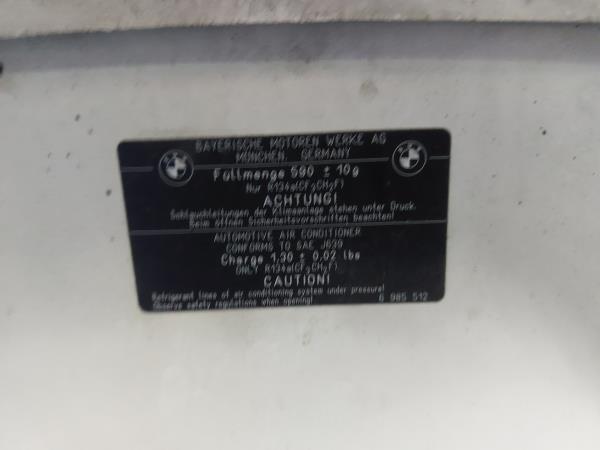 BAYERISCHE MOTOREN WERKE AG
MÜNCHEN, GERMANY
Füllmenge 590 ± 10g
Nur R134a(CF₃CH₂F)
ACHTUNG!
Schlauchleitungen der Klimaanlage stehen unter Druck.
Beim öffnen Sicherheitsvorschriften beachten!
AUTOMOTIVE AIR CONDITIONER
CONFORMS TO SAE J639
Charge 1,30 ± 0,02 lbs
ONLY R134a(CF₃CH₂F)
CAUTION!
Refrigerant lines of air conditioning system under pressure!
Observe safety regulations when opening!
6 985 512